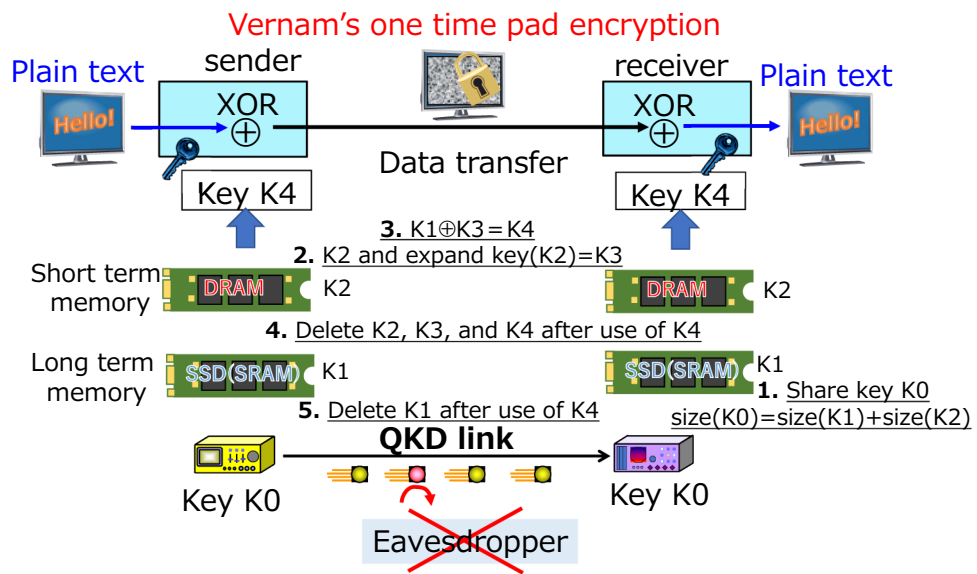 Vernam's one time pad encryption
sender
receiver
Plain text
Plain text
Hello!
XOR
XOR
Hello!
⊕
⊕
Data transfer
Key K4
Key K4
3. K1⊕K3=K4
2. K2 and expand key(K2)=K3
Short term
memory
DRAM
K2
DRAM
K2
4. Delete K2, K3, and K4 after use of K4
Long term
memory
SSD(SRAM)
K1
SSD(SRAM)
K1
1. Share key K0
size(K0)=size(K1)+size(K2)
5. Delete K1 after use of K4
QKD link
Key K0
Key K0
Eavesdropper